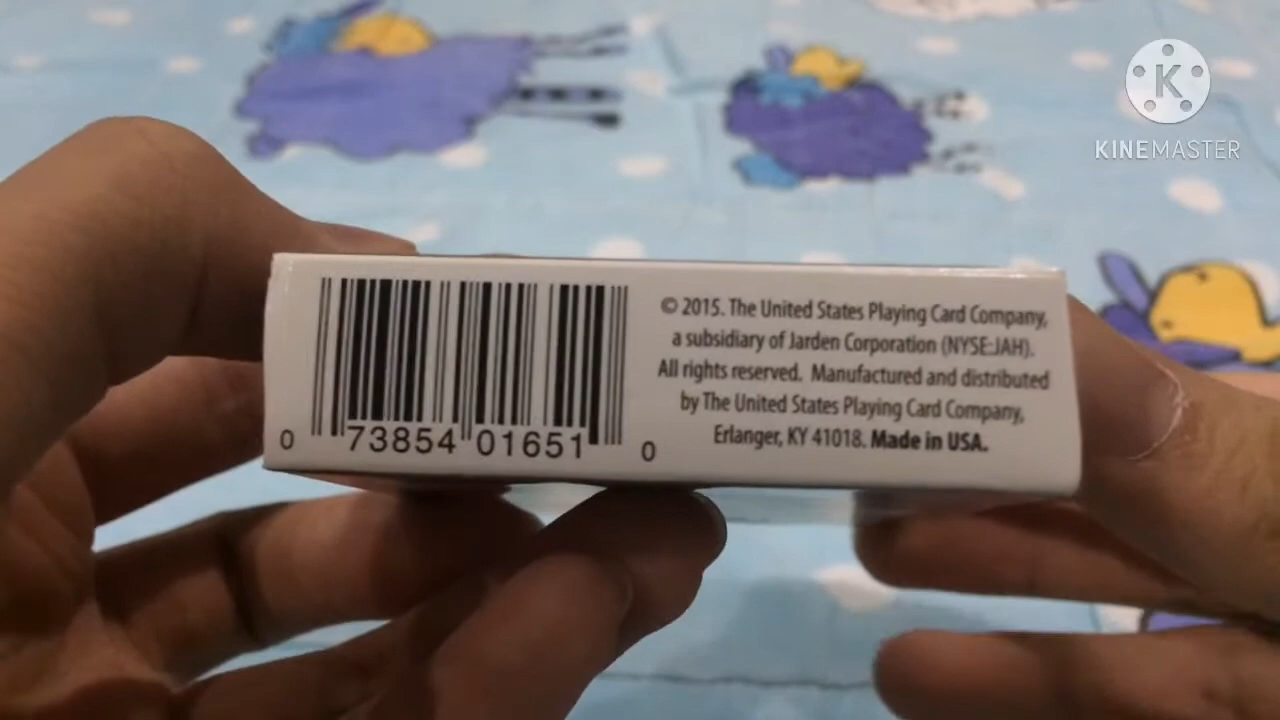 K
KINEMASTER
© 2015. The United States Playing Card Company,
a subsidiary of Jarden Corporation (NYSE:JAH).
All rights reserved. Manufactured and distributed
by The United States Playing Card Company,
Erlanger, KY 41018. Made in USA.
0 73854 01651 0